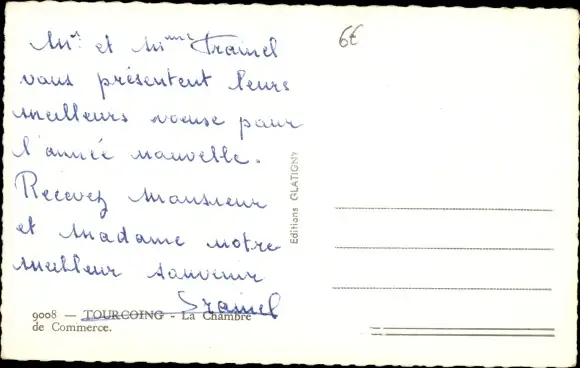 Mr et Mme Trainel
vous présentent leurs
meilleurs voeux pour
l'année nouvelle.
Recevez Monsieur
et Madame notre
meilleur souvenir
Trainel
9008 — TOURCOING - La Chambre
de Commerce.
Editions GLATIGNY
6€